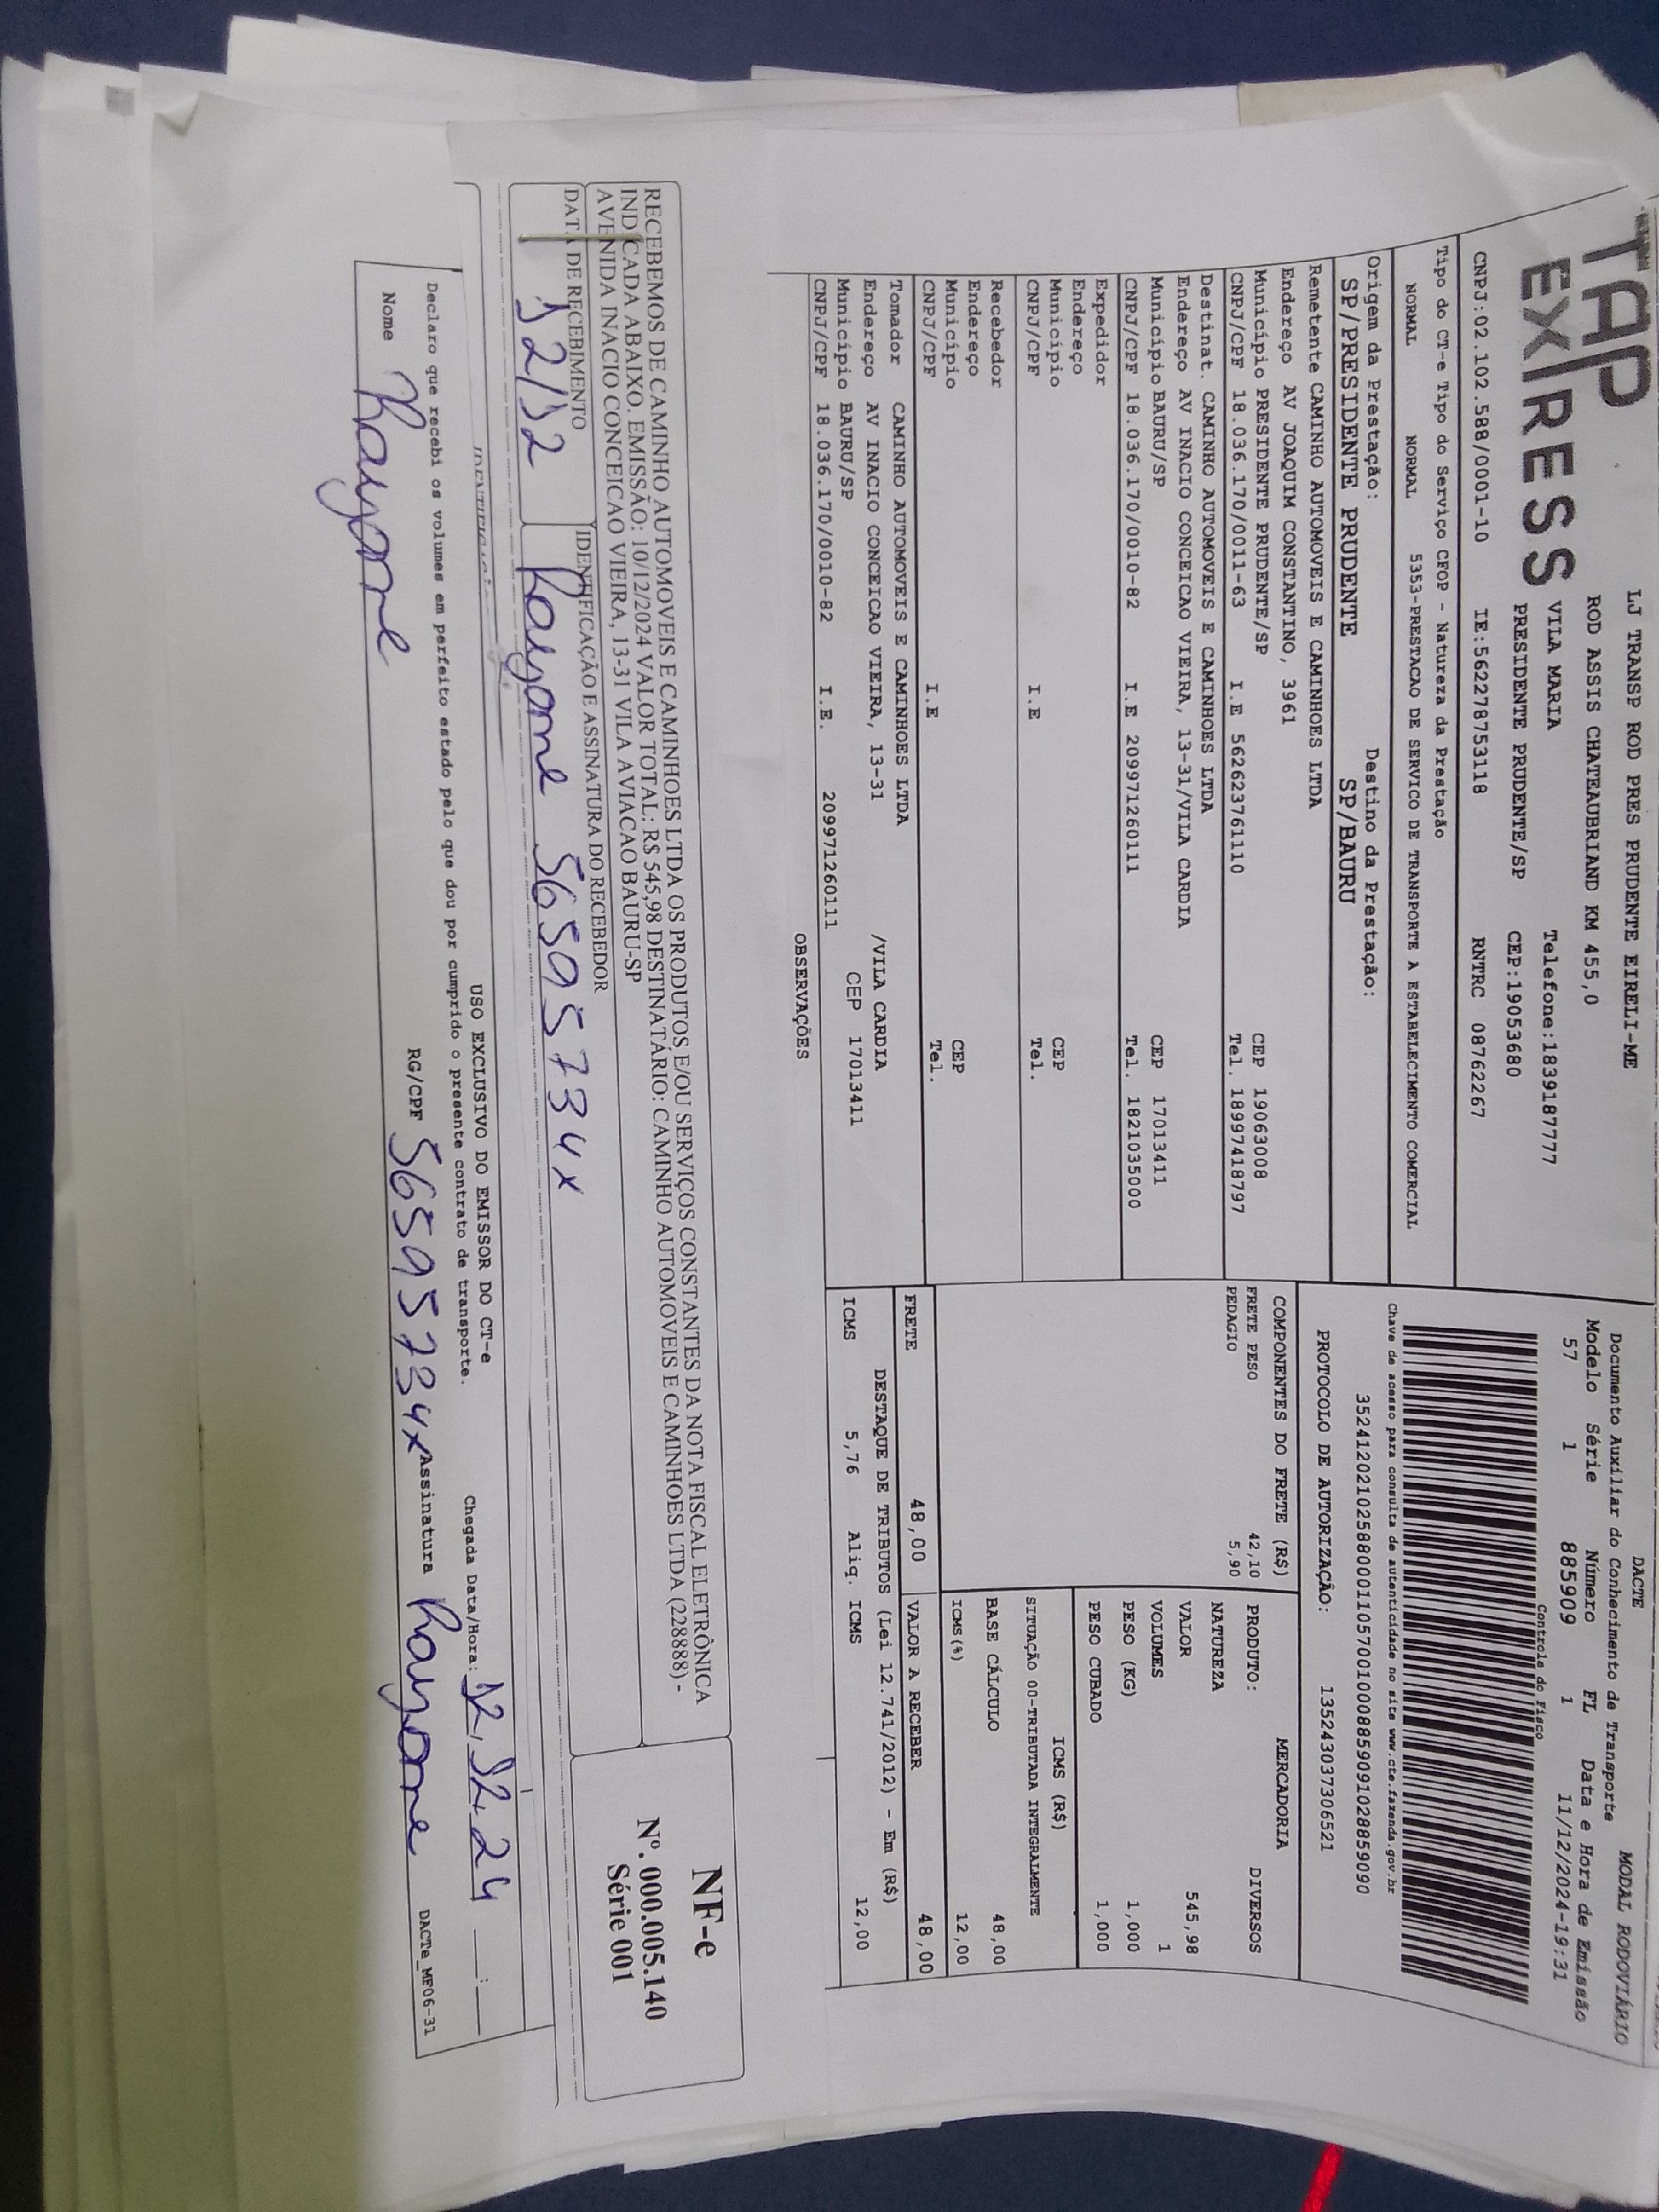 TAP
EXPRESS
LJ TRANSP ROD PRES PRUDENTE EIRELI-ME
ROD ASSIS CHATEAUBRIAND KM 455,0
VILA MARIA Telefone:1839187777
PRESIDENTE PRUDENTE/SP CEP:19053680
CNPJ:02.102.588/0001-10 IE:562278753118 RNTRC 08762267
Tipo do CT-e Tipo do Serviço CFOP - Natureza da Prestação
NORMAL NORMAL 5353-PRESTACAO DE SERVICO DE TRANSPORTE A ESTABELECIMENTO COMERCIAL
Origem da Prestação: Destino da Prestação:
SP/PRESIDENTE PRUDENTE SP/BAURU
Remetente CAMINHO AUTOMOVEIS E CAMINHOES LTDA
Endereço AV JOAQUIM CONSTANTINO, 3961
Município PRESIDENTE PRUDENTE/SP CEP 19063008
CNPJ/CPF 18.036.170/0011-63 I.E 562623761110 Tel. 18997418797
Destinat. CAMINHO AUTOMOVEIS E CAMINHOES LTDA
Endereço AV INACIO CONCEICAO VIEIRA, 13-31/VILA CARDIA
Município BAURU/SP CEP 17013411
CNPJ/CPF 18.036.170/0010-82 I.E 209971260111 Tel. 1821035000
Expedidor
Endereço
Município CEP
CNPJ/CPF I.E Tel.
Recebedor
Endereço
Município CEP
CNPJ/CPF I.E Tel.
Tomador CAMINHO AUTOMOVEIS E CAMINHOES LTDA
Endereço AV INACIO CONCEICAO VIEIRA, 13-31 /VILA CARDIA
Município BAURU/SP CEP 17013411
CNPJ/CPF 18.036.170/0010-82 I.E. 209971260111
OBSERVAÇÕES
DACTE MODAL RODOVIÁRIO
Documento Auxiliar do Conhecimento de Transporte
Modelo Série Número FL Data e Hora de Emissão
57 1 885909 1 11/12/2024-19:31
Controle do Fisco
Chave de acesso para consulta de autenticidade no site www.cte.fazenda.gov.br
35241202102588000110570010008859091028859090
PROTOCOLO DE AUTORIZAÇÃO: 135243037306521
COMPONENTES DO FRETE (R$)
FRETE PESO 42,10
PEDAGIO 5,90
MERCADORIA
PRODUTO: DIVERSOS
NATUREZA
VALOR 545,98
VOLUMES 1
PESO (KG) 1,000
PESO CUBADO 1,000
ICMS (R$)
SITUAÇÃO 00-TRIBUTADA INTEGRALMENTE
BASE CÁLCULO 48,00
ICMS(%) 12,00
FRETE 48,00 VALOR A RECEBER 48,00
DESTAQUE DE TRIBUTOS (Lei 12.741/2012) - Em (R$)
ICMS 5,76 Aliq. ICMS 12,00
RECEBEMOS DE CAMINHO AUTOMOVEIS E CAMINHOES LTDA OS PRODUTOS E/OU SERVIÇOS CONSTANTES DA NOTA FISCAL ELETRÔNICA
INDICADA ABAIXO. EMISSÃO: 10/12/2024 VALOR TOTAL: R$ 545,98 DESTINATÁRIO: CAMINHO AUTOMOVEIS E CAMINHOES LTDA (22888) -
AVENIDA INACIO CONCEICAO VIEIRA, 13-31 VILA AVIACAO BAURU-SP
DATA DE RECEBIMENTO IDENTIFICAÇÃO E ASSINATURA DO RECEBEDOR
12/12 Rayane 56595734x
NF-e
Nº. 000.005.140
Série 001
USO EXCLUSIVO DO EMISSOR DO CT-e
Declaro que recebi os volumes em perfeito estado pelo que dou por cumprido o presente contrato de transporte.
Chegada Data/Hora: 12.12.24 __:__
Nome Rayane RG/CPF 56595734x Assinatura Rayane
DACTe_MF06-31